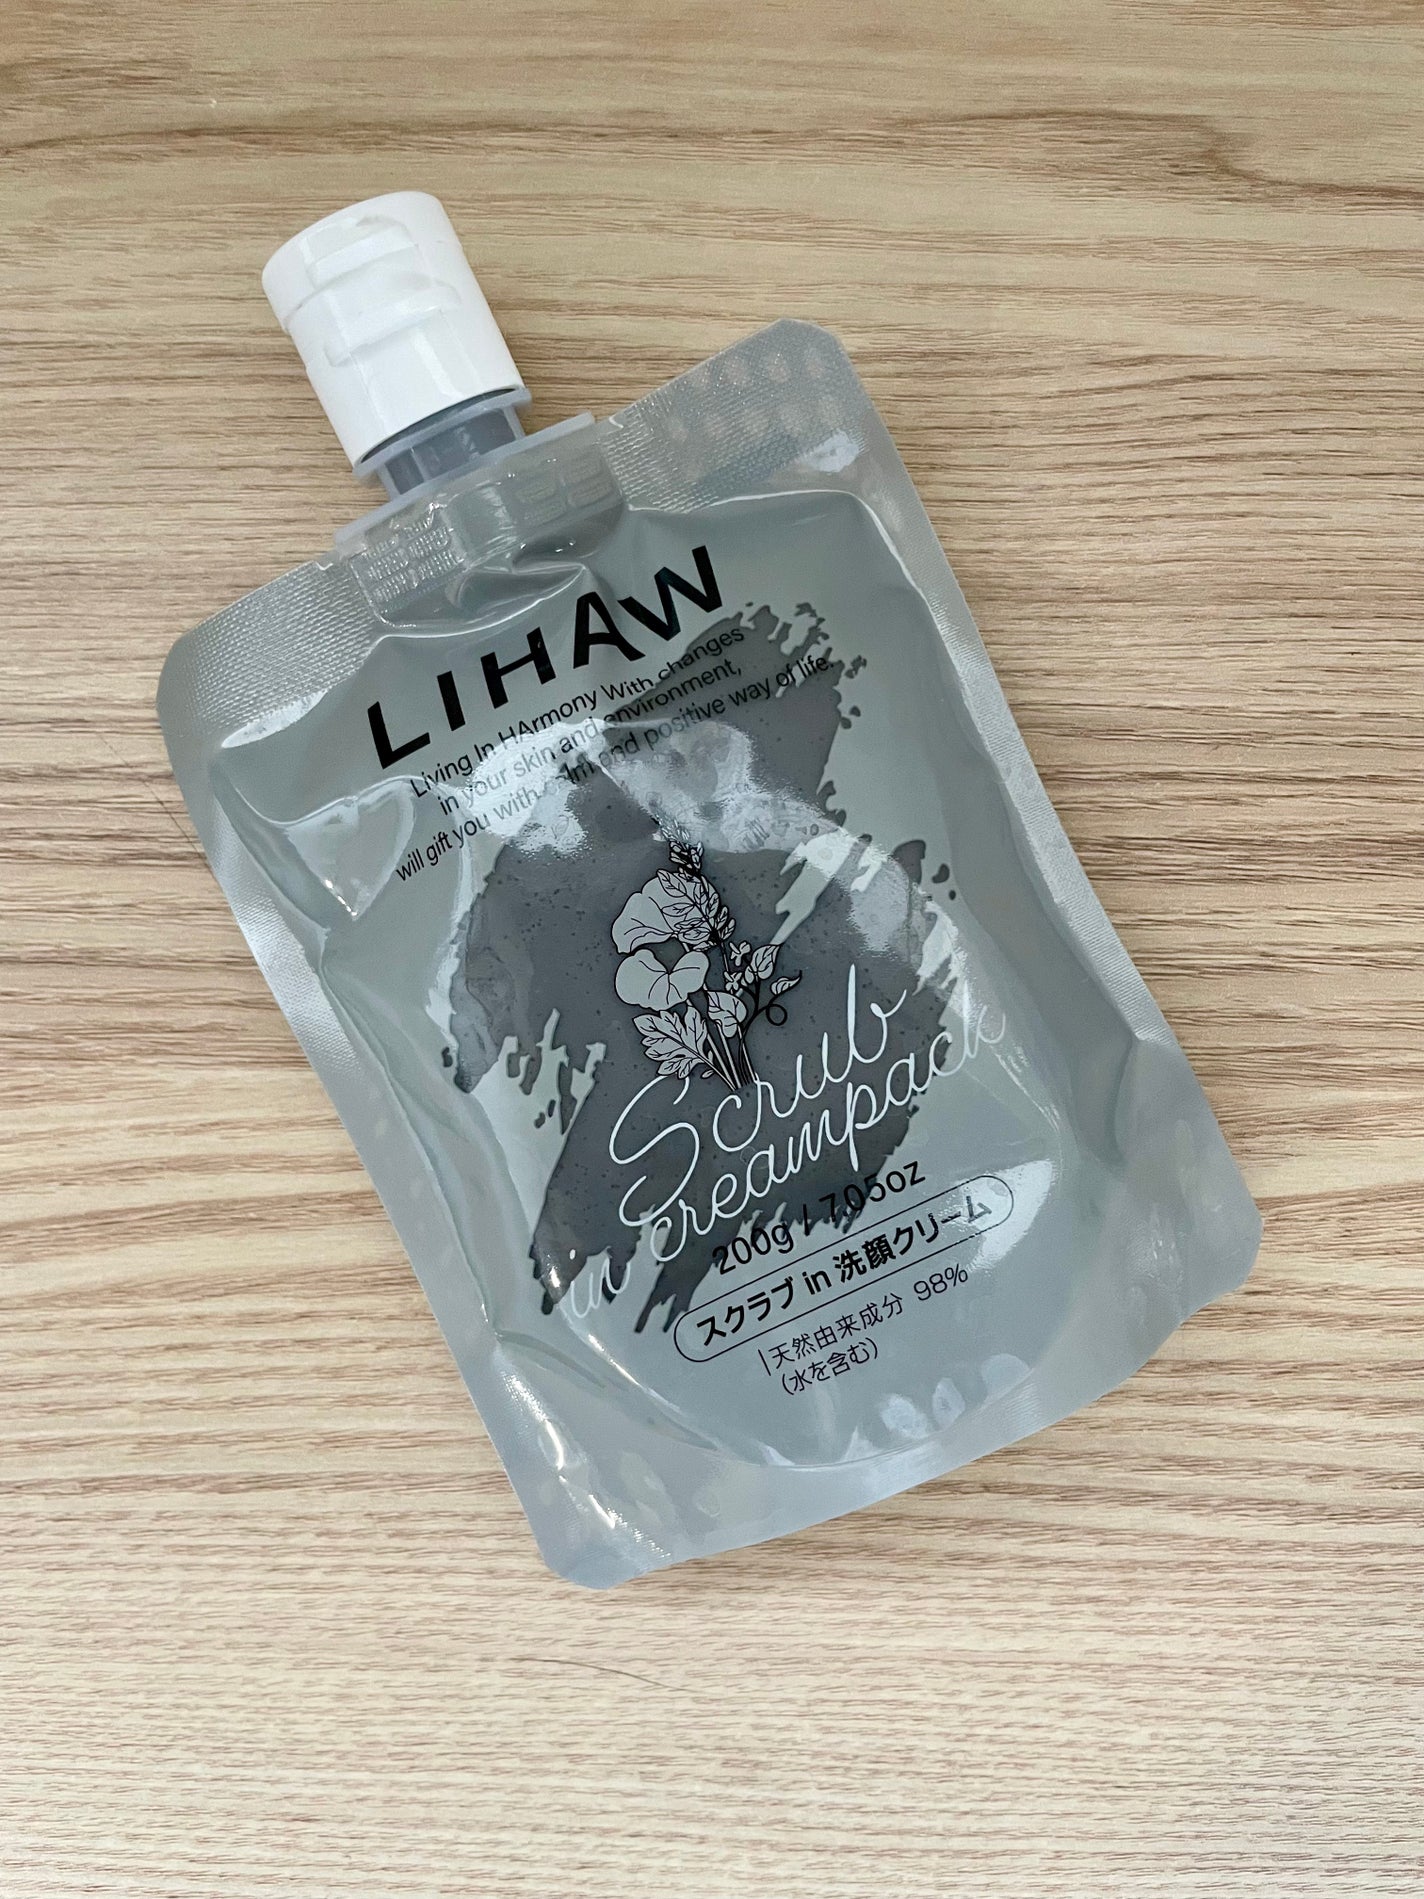 LIHAW
Living In HArmony With changes
in your skin and environment,
will gift you with calm and positive way of life.
Scrub
in creampack
200g / 7.05oz
スクラブ in 洗顔クリーム
天然由来成分 98%
(水を含む)